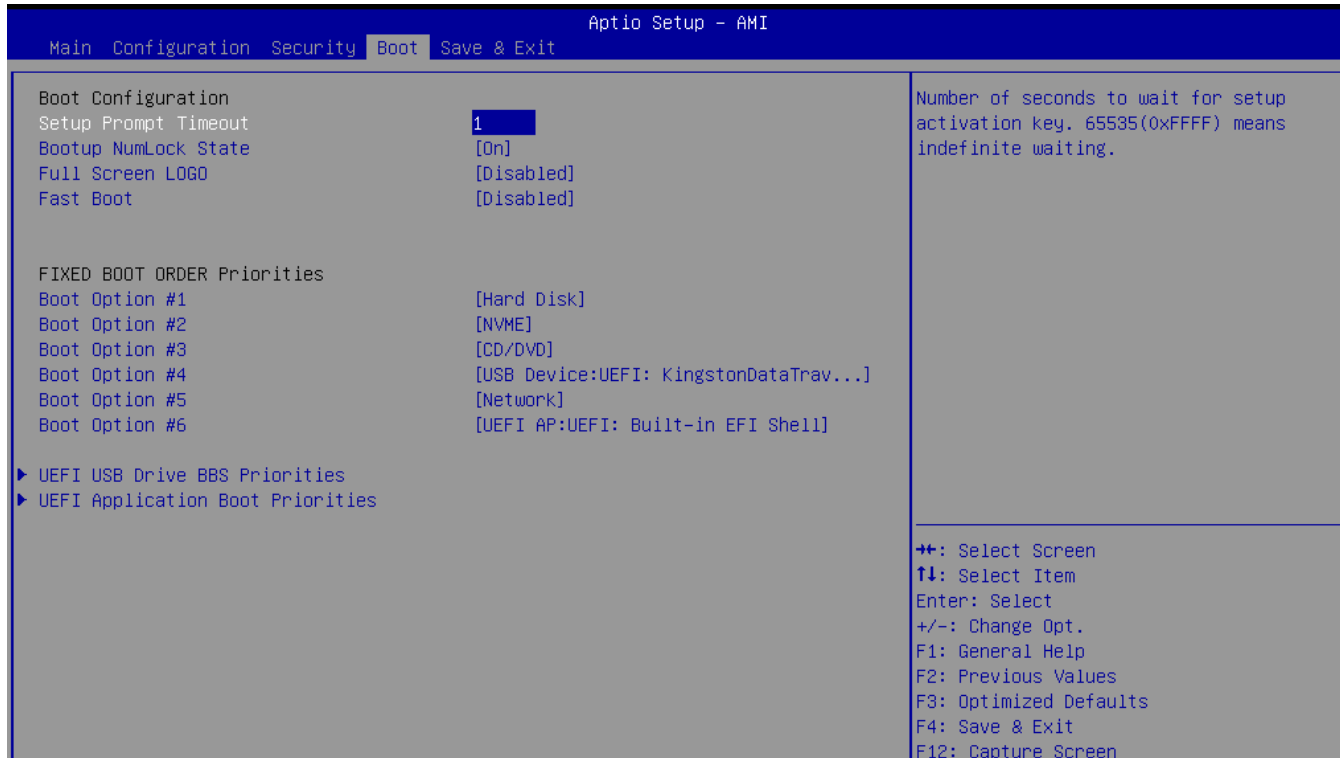 Aptio Setup – AMI
Main Configuration Security Boot Save & Exit
Boot Configuration
Setup Prompt Timeout 1
Bootup NumLock State [On]
Full Screen LOGO [Disabled]
Fast Boot [Disabled]
FIXED BOOT ORDER Priorities
Boot Option #1 [Hard Disk]
Boot Option #2 [NVME]
Boot Option #3 [CD/DVD]
Boot Option #4 [USB Device:UEFI: KingstonDataTrav...]
Boot Option #5 [Network]
Boot Option #6 [UEFI AP:UEFI: Built-in EFI Shell]
▶ UEFI USB Drive BBS Priorities
▶ UEFI Application Boot Priorities
Number of seconds to wait for setup
activation key. 65535(0xFFFF) means
indefinite waiting.
→←: Select Screen
↑↓: Select Item
Enter: Select
+/-: Change Opt.
F1: General Help
F2: Previous Values
F3: Optimized Defaults
F4: Save & Exit
F12: Capture Screen